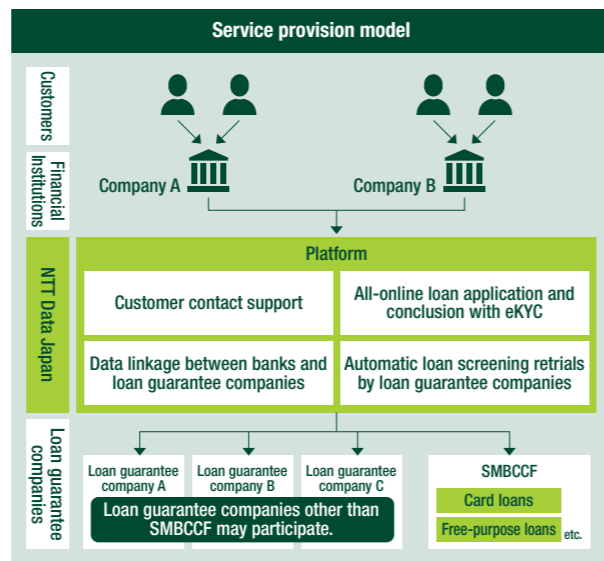 Service provision model
Customers
Financial
Institutions
Company A
Company B
NTT Data Japan
Platform
Customer contact support
All-online loan application and
conclusion with eKYC
Data linkage between banks and
loan guarantee companies
Automatic loan screening retrials
by loan guarantee companies
Loan guarantee
companies
Loan guarantee
company A
Loan guarantee
company B
Loan guarantee
company C
Loan guarantee companies other than
SMBCCF may participate.
SMBCCF
Card loans
Free-purpose loans
etc.